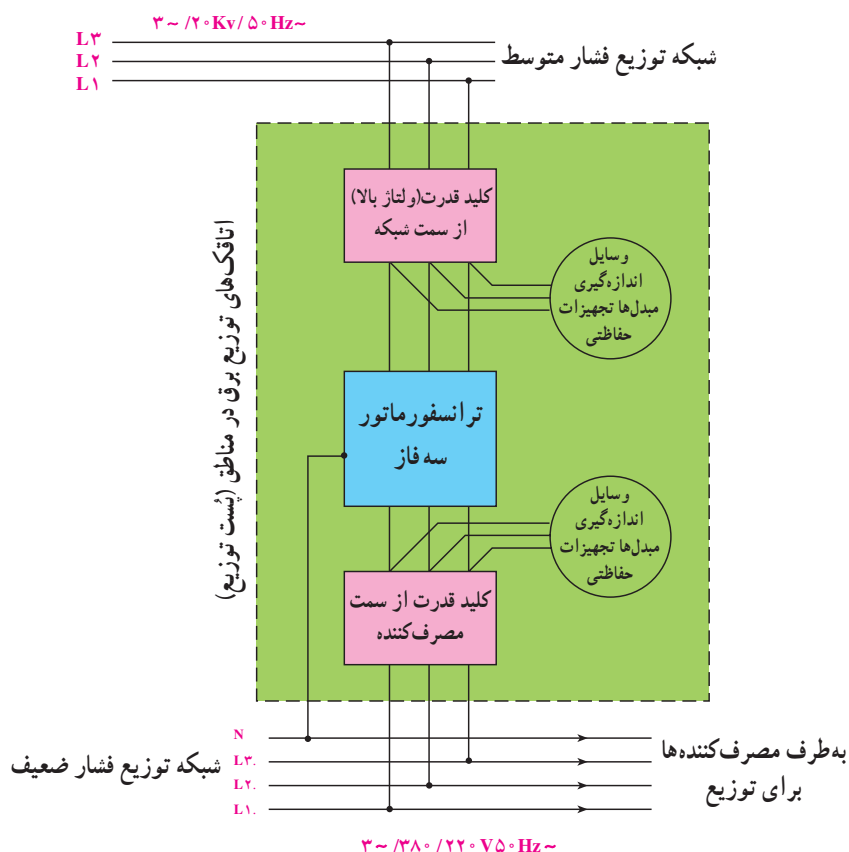 ۳~ /۲۰Kv/ ۵۰Hz~
L۳
L۲
L۱
شبکه توزیع فشار متوسط
کلید قدرت(ولتاژ بالا)
از سمت شبکه
وسایل
اندازه‌گیری
مبدل‌ها تجهیزات
حفاظتی
اتاقک‌های توزیع برق در مناطق (پُست توزیع)
ترانسفورماتور
سه فاز
وسایل
اندازه‌گیری
مبدل‌ها تجهیزات
حفاظتی
کلید قدرت از سمت
مصرف‌کننده
N
L۳.
L۲.
L۱.
شبکه توزیع فشار ضعیف
به‌طرف مصرف‌کننده‌ها
برای توزیع
۳~ /۳۸۰ /۲۲۰V۵۰Hz~